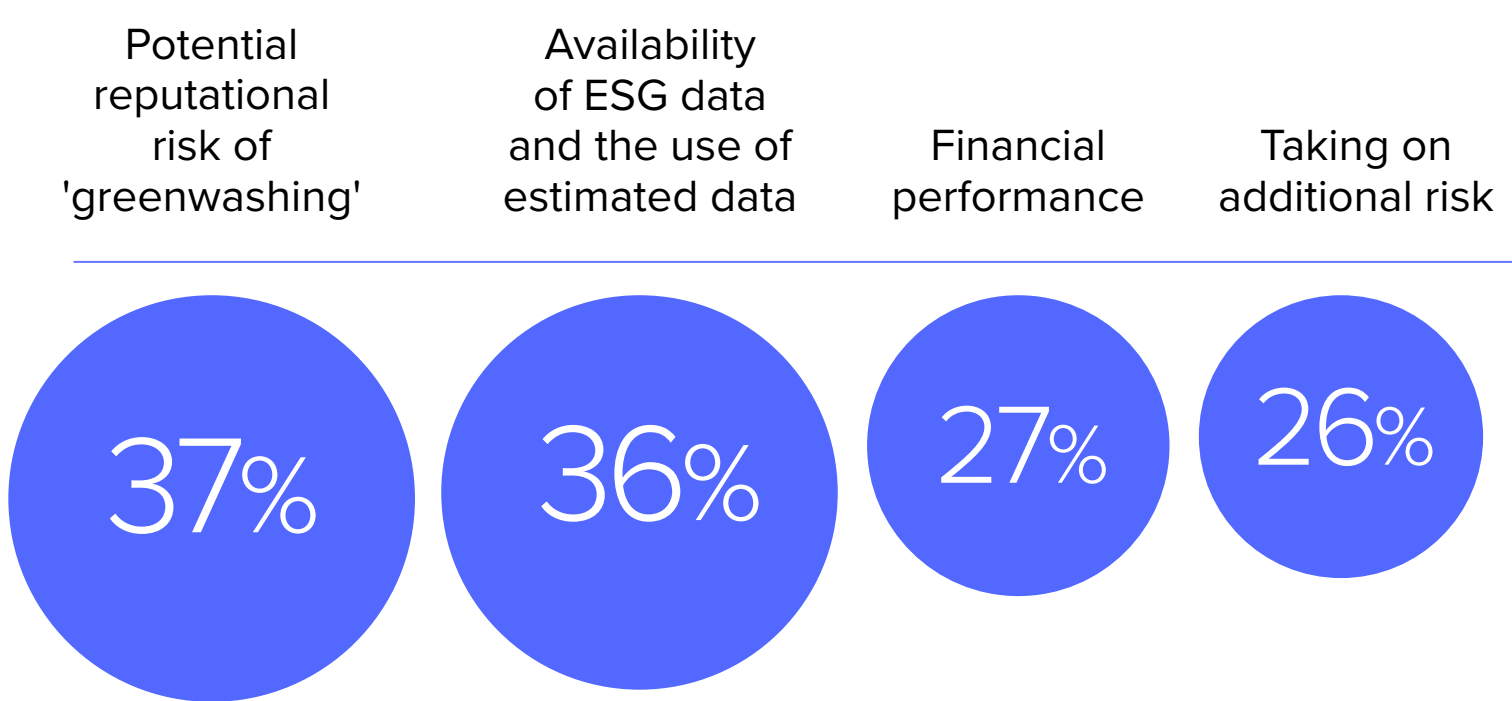 Potential
reputational
risk of
'greenwashing'
Availability
of ESG data
and the use of
estimated data
Financial
performance
Taking on
additional risk
37%
36%
27%
26%